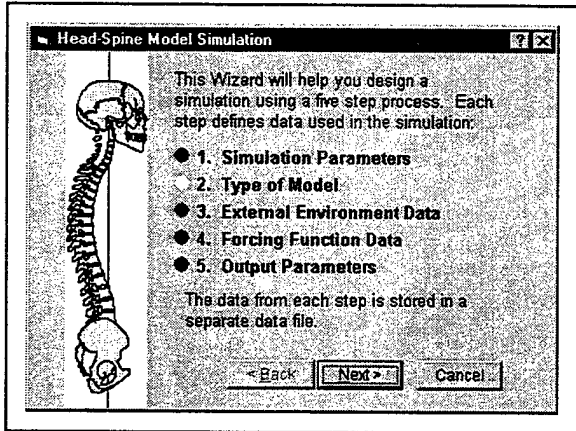 Head-Spine Model Simulation
This Wizard will help you design a
simulation using a five step process. Each
step defines data used in the simulation:
1. Simulation Parameters
2. Type of Model
3. External Environment Data
4. Forcing Function Data
5. Output Parameters
The data from each step is stored in a
separate data file.
< Back Next > Cancel